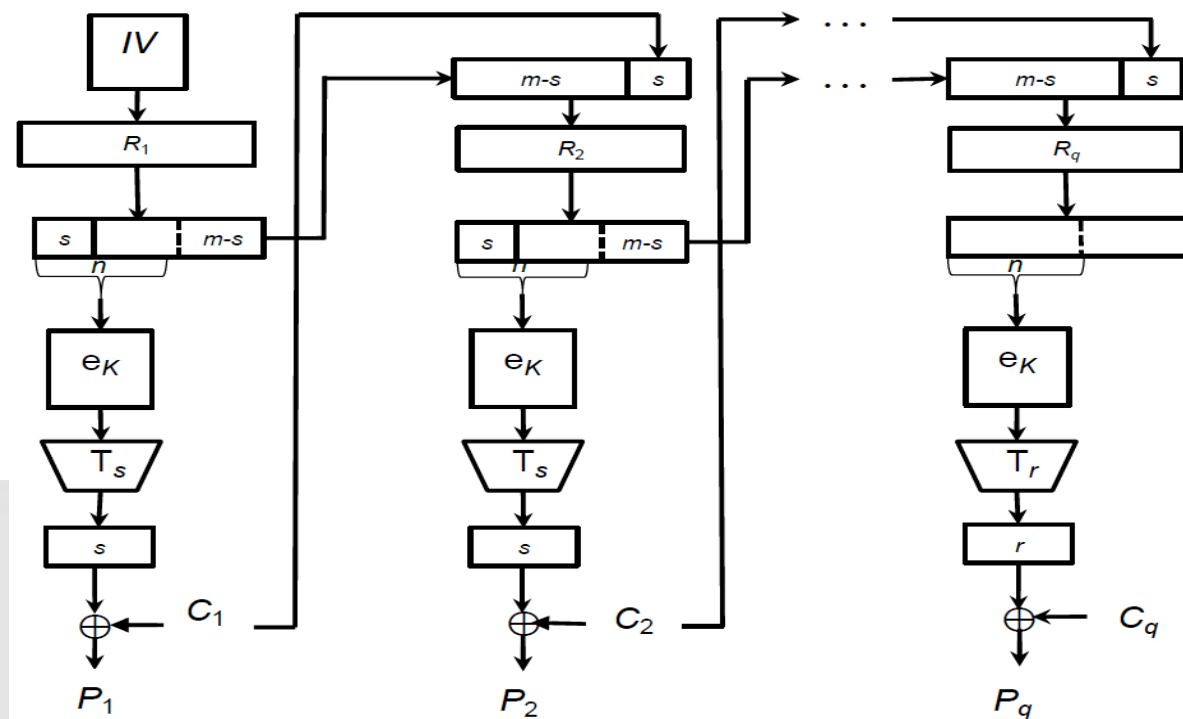 IV
. . .
m-s s
. . .
m-s s
R1
R2
Rq
s m-s
s m-s
n
n
n
eK
eK
eK
Ts
Ts
Tr
s
s
r
C1
C2
Cq
P1
P2
Pq